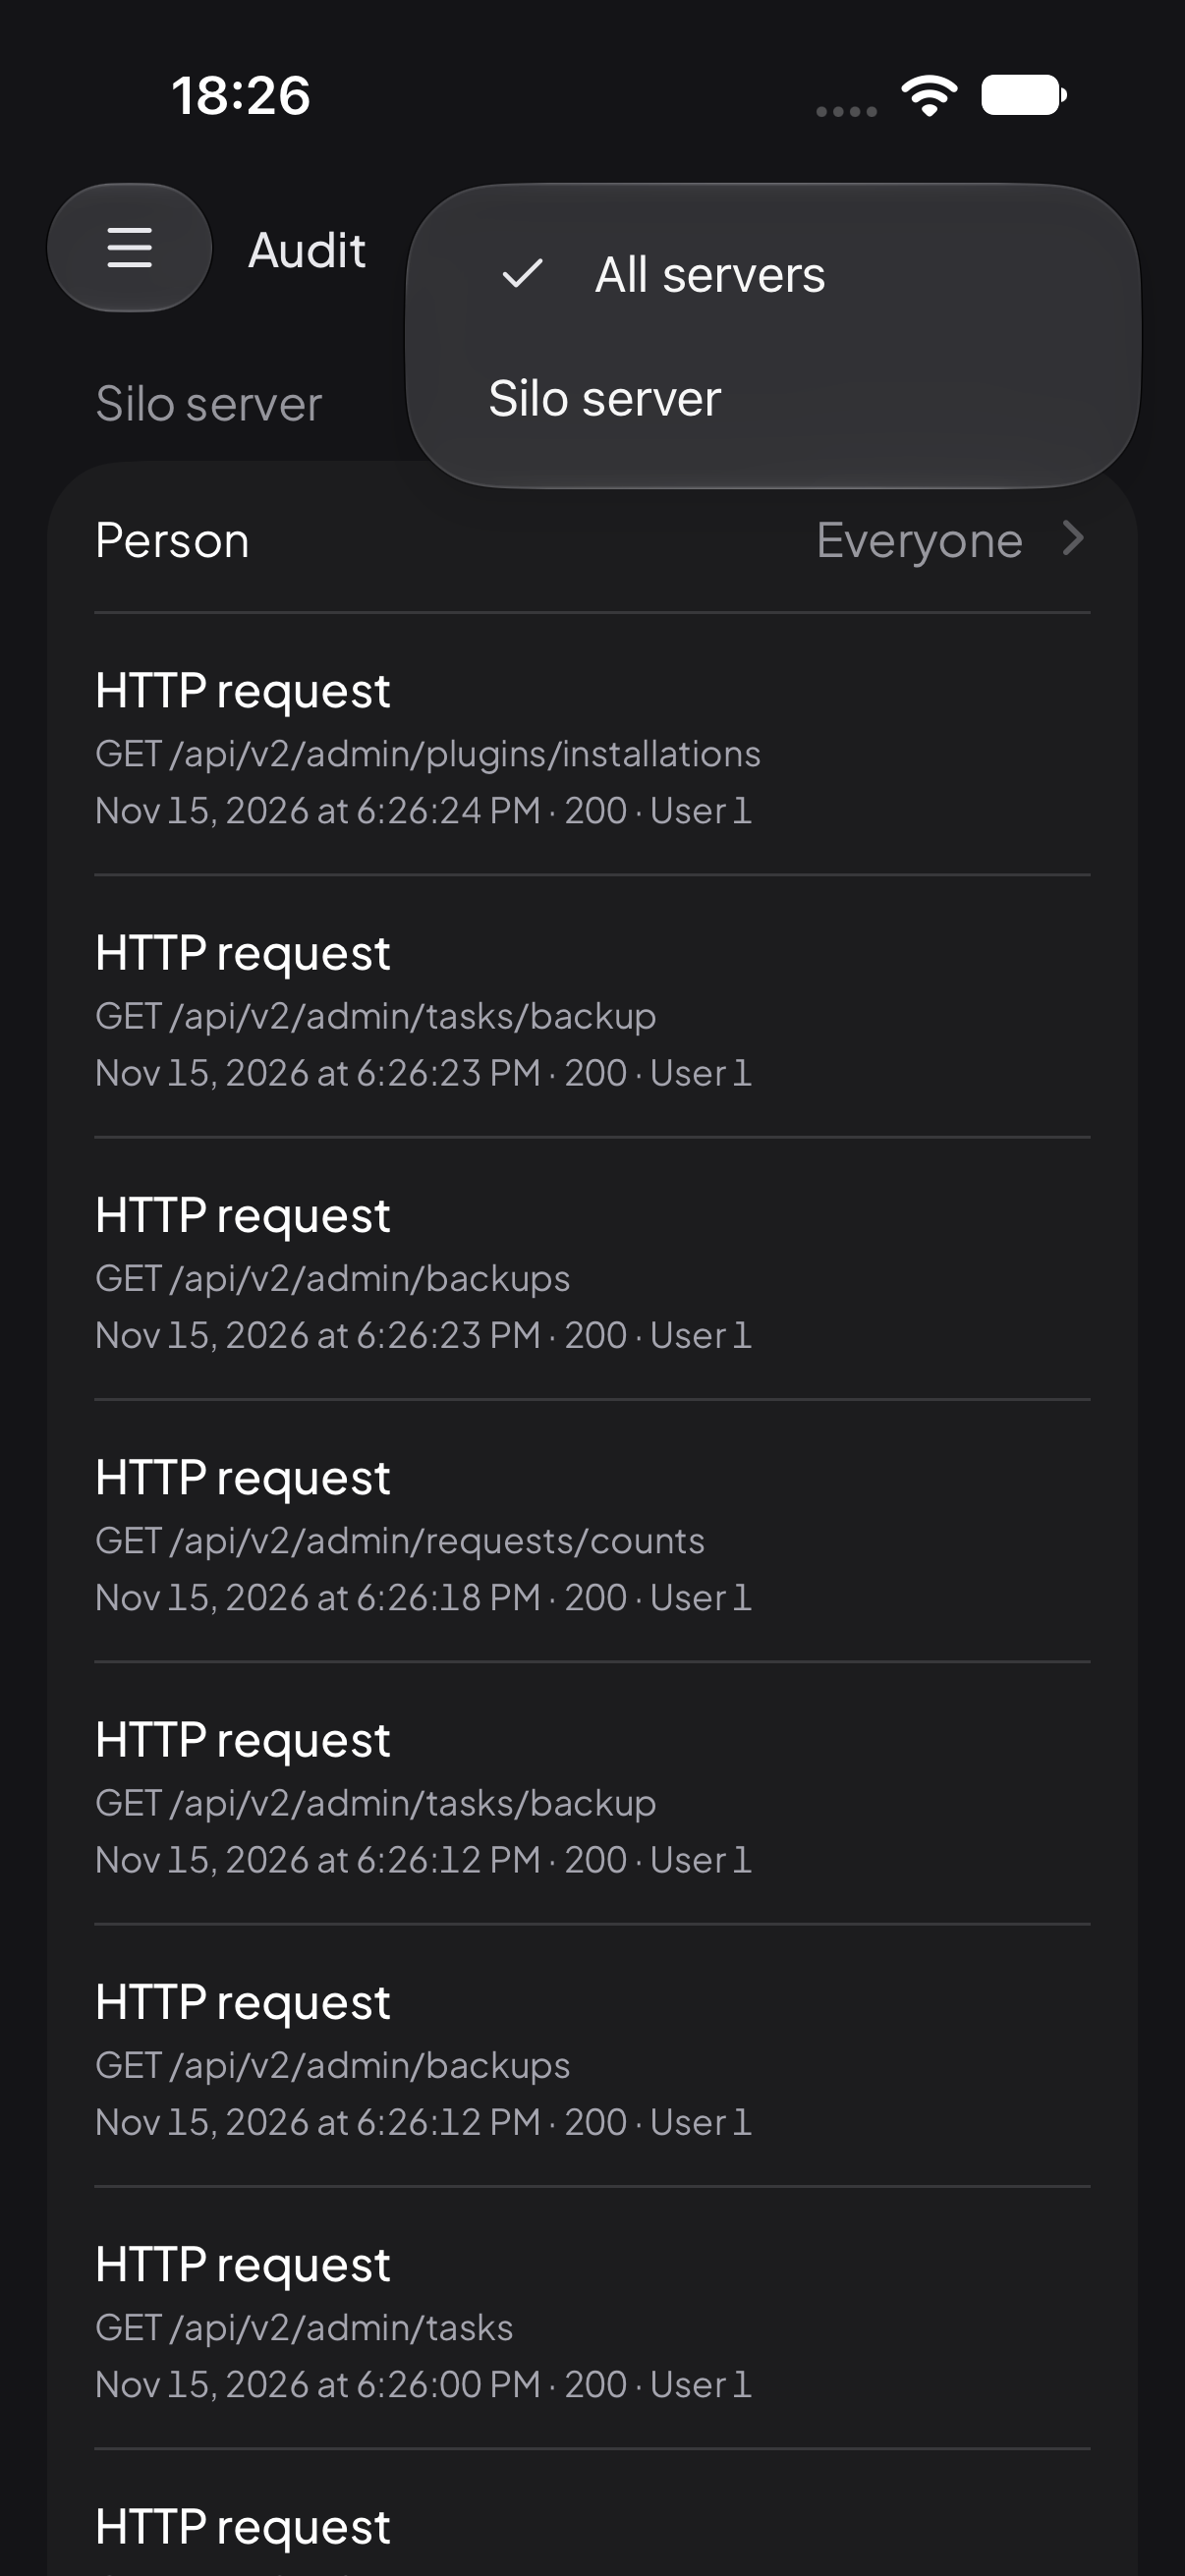 18:26
Audit
All servers
Silo server
Silo server
Person
Everyone
HTTP request
GET /api/v2/admin/plugins/installations
Nov 15, 2026 at 6:26:24 PM · 200 · User 1
HTTP request
GET /api/v2/admin/tasks/backup
Nov 15, 2026 at 6:26:23 PM · 200 · User 1
HTTP request
GET /api/v2/admin/backups
Nov 15, 2026 at 6:26:23 PM · 200 · User 1
HTTP request
GET /api/v2/admin/requests/counts
Nov 15, 2026 at 6:26:18 PM · 200 · User 1
HTTP request
GET /api/v2/admin/tasks/backup
Nov 15, 2026 at 6:26:12 PM · 200 · User 1
HTTP request
GET /api/v2/admin/backups
Nov 15, 2026 at 6:26:12 PM · 200 · User 1
HTTP request
GET /api/v2/admin/tasks
Nov 15, 2026 at 6:26:00 PM · 200 · User 1
HTTP request